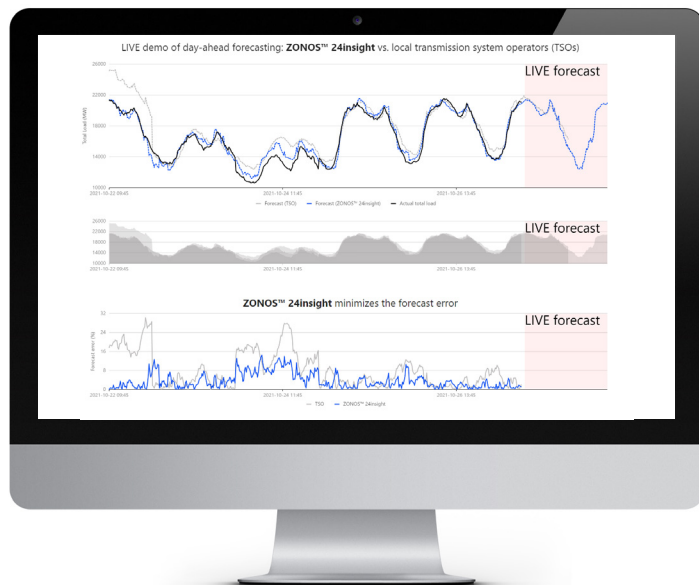 LIVE demo of day-ahead forecasting: ZONOS™ 24insight vs. local transmission system operators (TSOs)
LIVE forecast
26000
22000
18000
14000
10000
Total Load (MW)
2021-10-22 09:45
2021-10-24 11:45
2021-10-26 13:45
Forecast (TSO)
Forecast (ZONOS™ 24insight)
Actual total load
LIVE forecast
26000
22000
18000
14000
10000
2021-10-22 09:45
2021-10-24 11:45
2021-10-26 13:45
ZONOS™ 24insight minimizes the forecast error
LIVE forecast
32
24
16
8
0
Forecast error (%)
2021-10-22 09:45
2021-10-24 11:45
2021-10-26 13:45
TSO
ZONOS™ 24insight